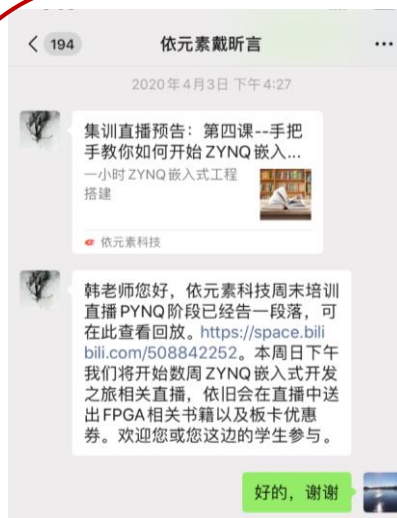 194
依元素戴昕言
2020年4月3日 下午4:27
集训直播预告：第四课--手把
手教你如何开始 ZYNQ 嵌入...
一小时 ZYNQ 嵌入式工程
搭建
依元素科技
韩老师您好，依元素科技周末培训
直播 PYNQ 阶段已经告一段落，可
在此查看回放。https://space.bili
bili.com/508842252。本周日下午
我们将开始数周 ZYNQ 嵌入式开发
之旅相关直播，依旧会在直播中送
出 FPGA 相关书籍以及板卡优惠
券。欢迎您或您这边的学生参与。
好的，谢谢